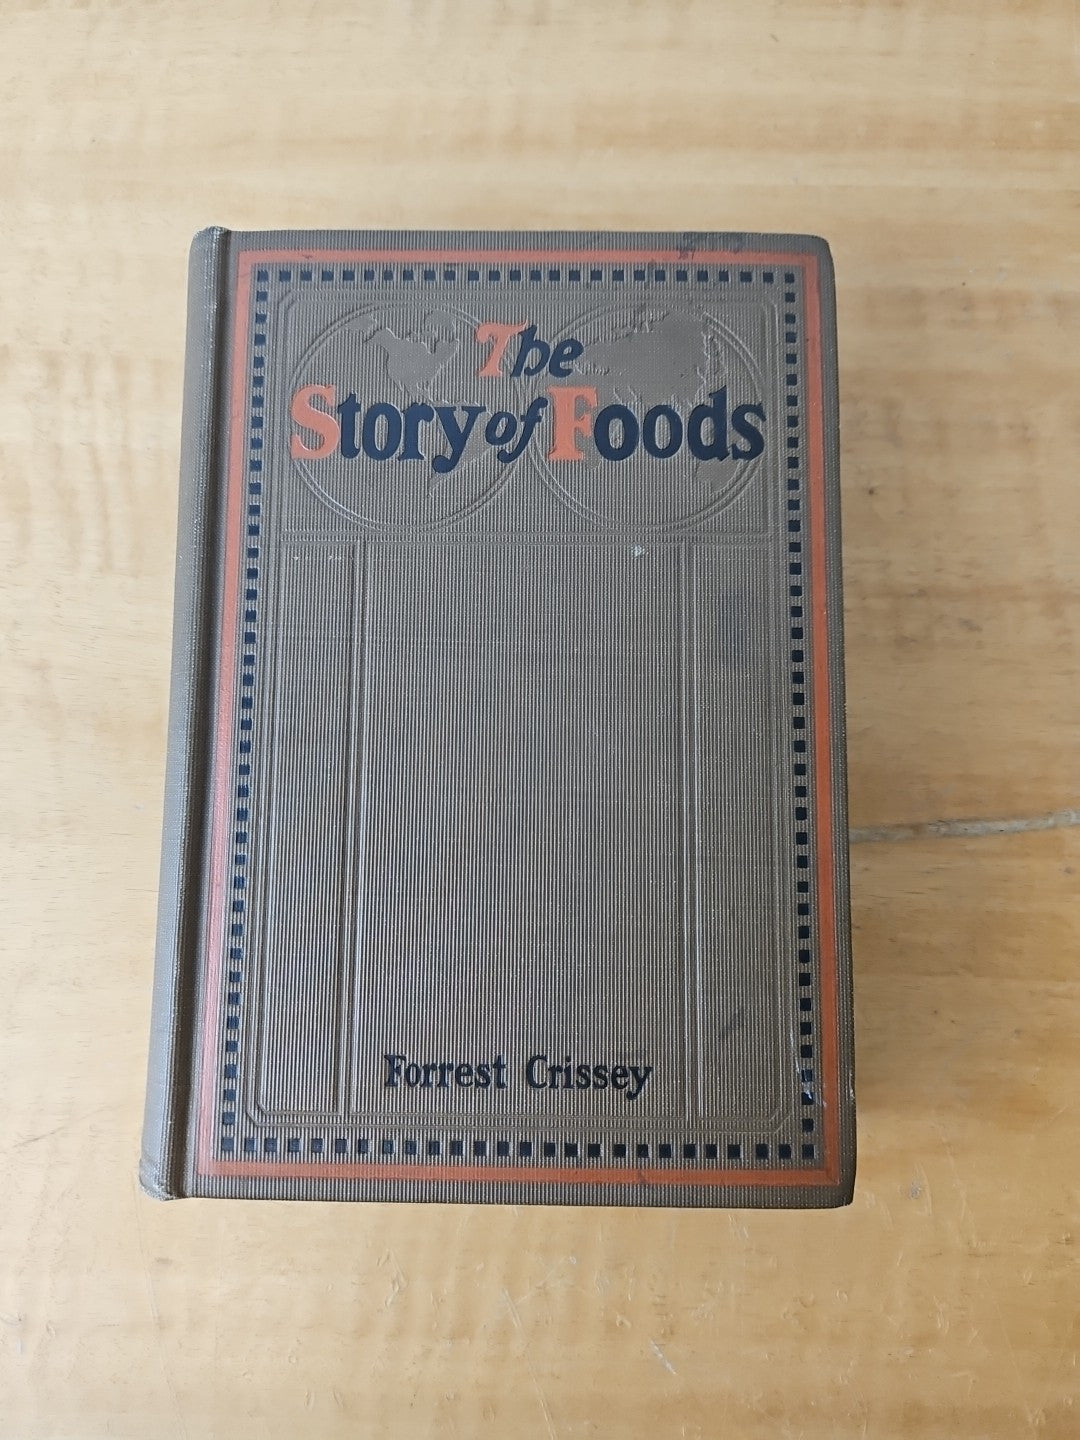 The
Story of Foods
Forrest Crissey